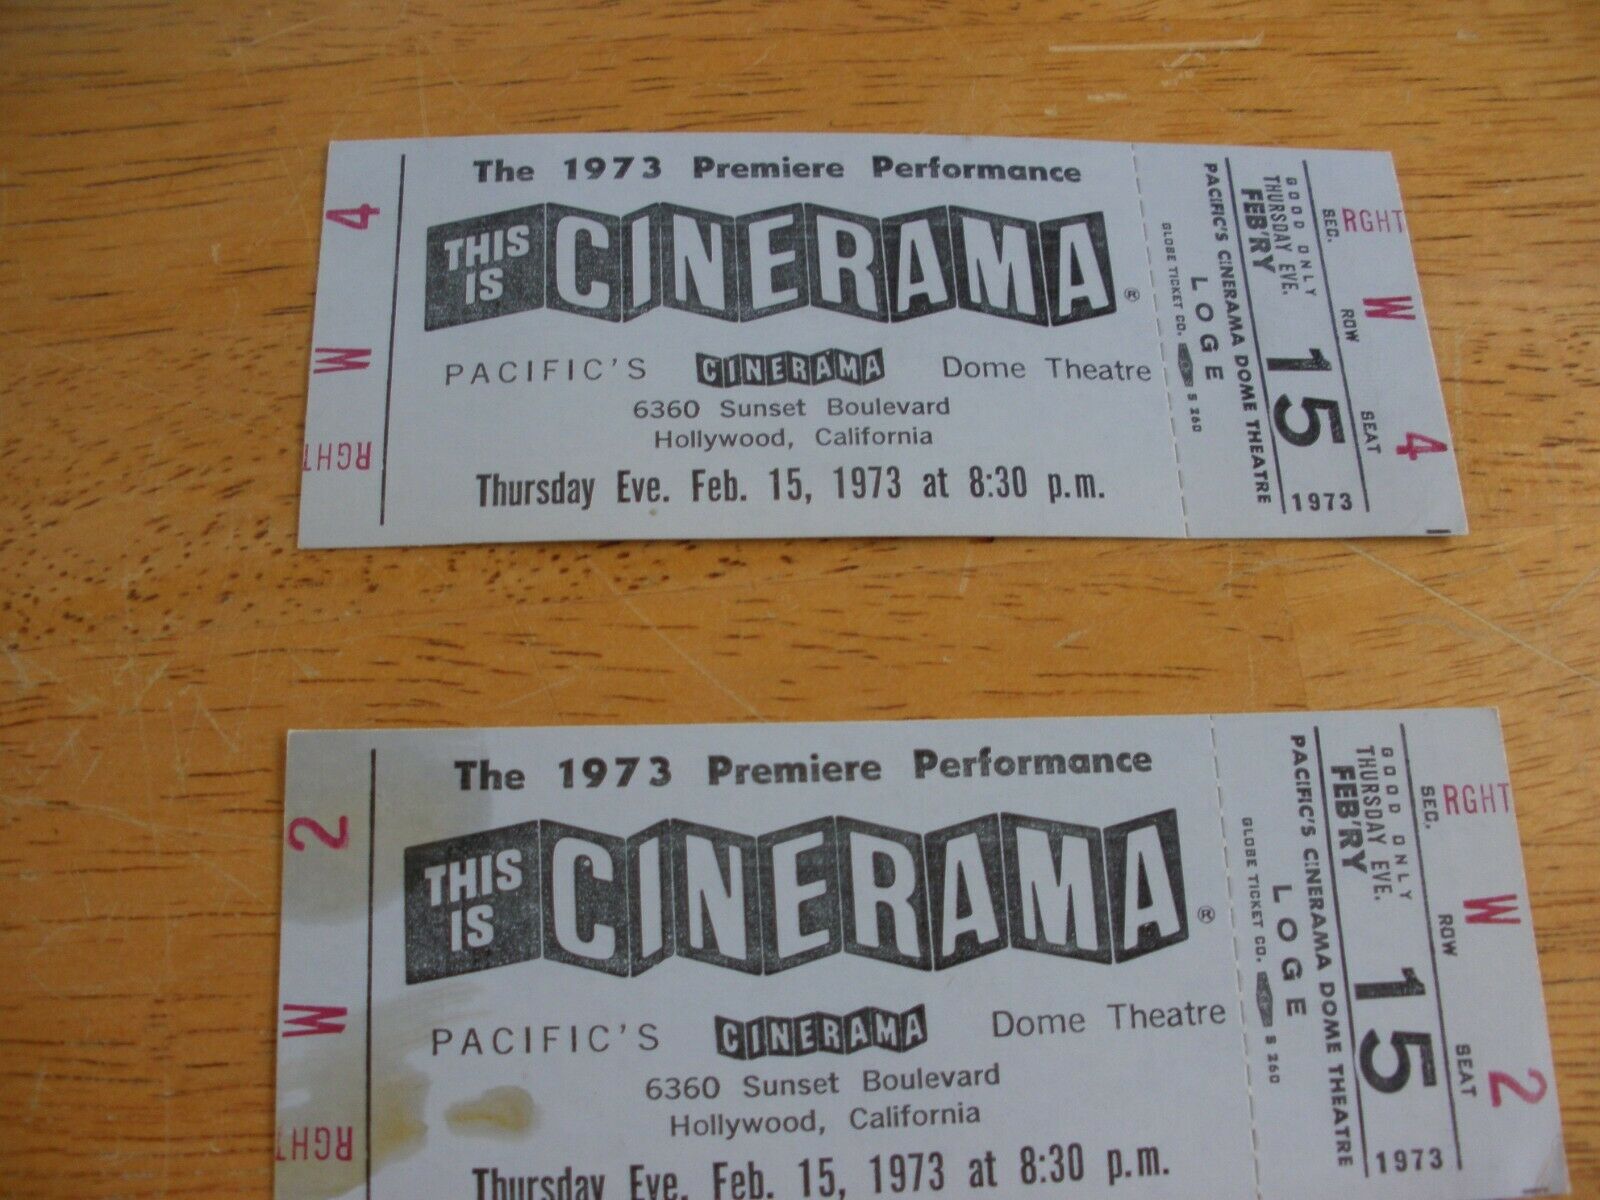 4
W
RGHT
The 1973 Premiere Performance
THIS IS CINERAMA ®
PACIFIC'S CINERAMA Dome Theatre
6360 Sunset Boulevard
Hollywood, California
Thursday Eve. Feb. 15, 1973 at 8:30 p.m.
GLOBE TICKET CO. S 260
LOGE
PACIFIC'S CINERAMA DOME THEATRE
GOOD ONLY
THURSDAY EVE.
FEB'RY
15
1973
SEC. RGHT
ROW W
SEAT 4
2
W
RGHT
The 1973 Premiere Performance
THIS IS CINERAMA ®
PACIFIC'S CINERAMA Dome Theatre
6360 Sunset Boulevard
Hollywood, California
Thursday Eve. Feb. 15, 1973 at 8:30 p.m.
GLOBE TICKET CO. S 260
LOGE
PACIFIC'S CINERAMA DOME THEATRE
GOOD ONLY
THURSDAY EVE.
FEB'RY
15
1973
SEC. RGHT
ROW W
SEAT 2